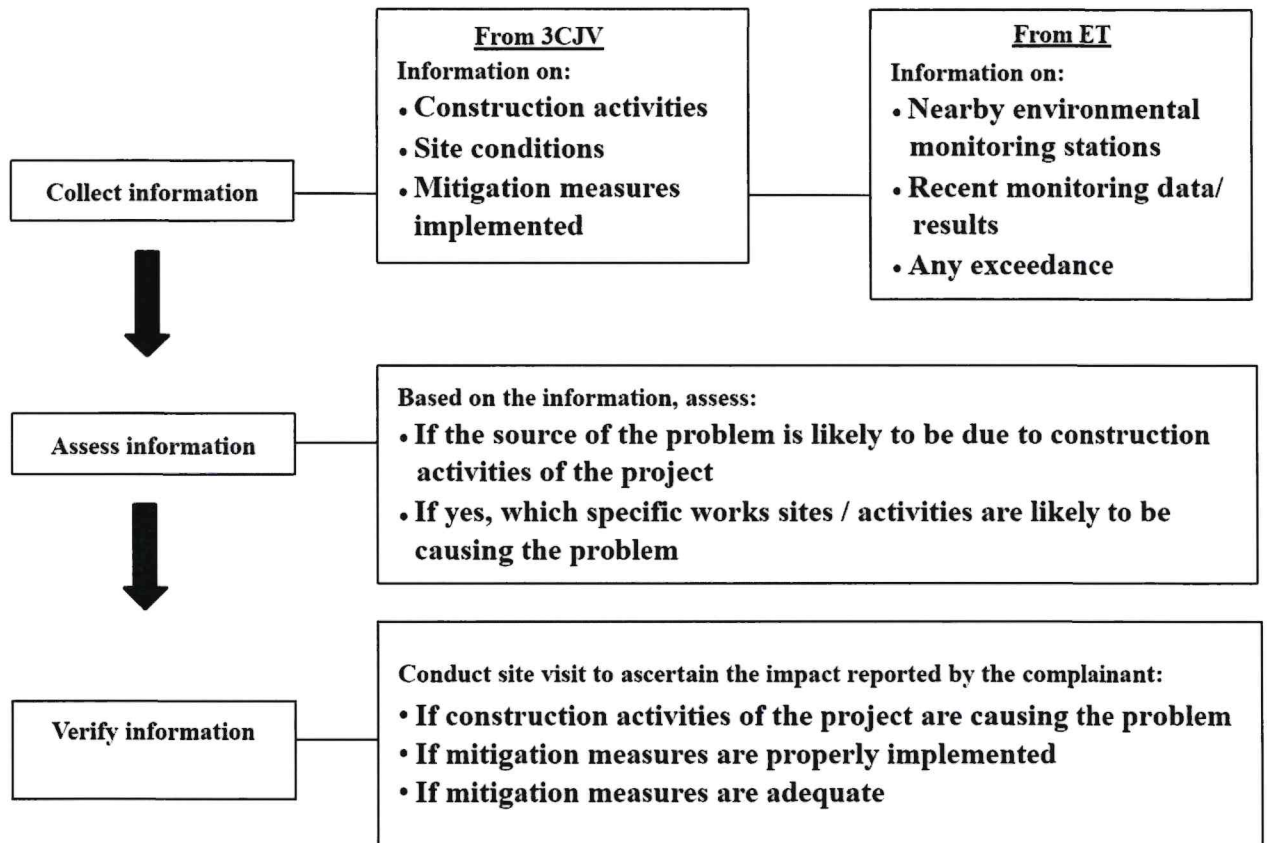 From 3CJV
Information on:
• Construction activities
• Site conditions
• Mitigation measures
implemented
From ET
Information on:
• Nearby environmental
monitoring stations
• Recent monitoring data/
results
• Any exceedance
Collect information
Assess information
Based on the information, assess:
• If the source of the problem is likely to be due to construction
activities of the project
• If yes, which specific works sites / activities are likely to be
causing the problem
Verify information
Conduct site visit to ascertain the impact reported by the complainant:
• If construction activities of the project are causing the problem
• If mitigation measures are properly implemented
• If mitigation measures are adequate